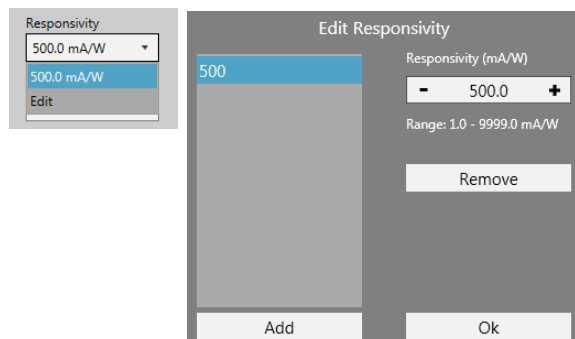 Responsivity
500.0 mA/W
500.0 mA/W
Edit
Edit Responsivity
500
Responsivity (mA/W)
- 500.0 +
Range: 1.0 - 9999.0 mA/W
Remove
Add
Ok